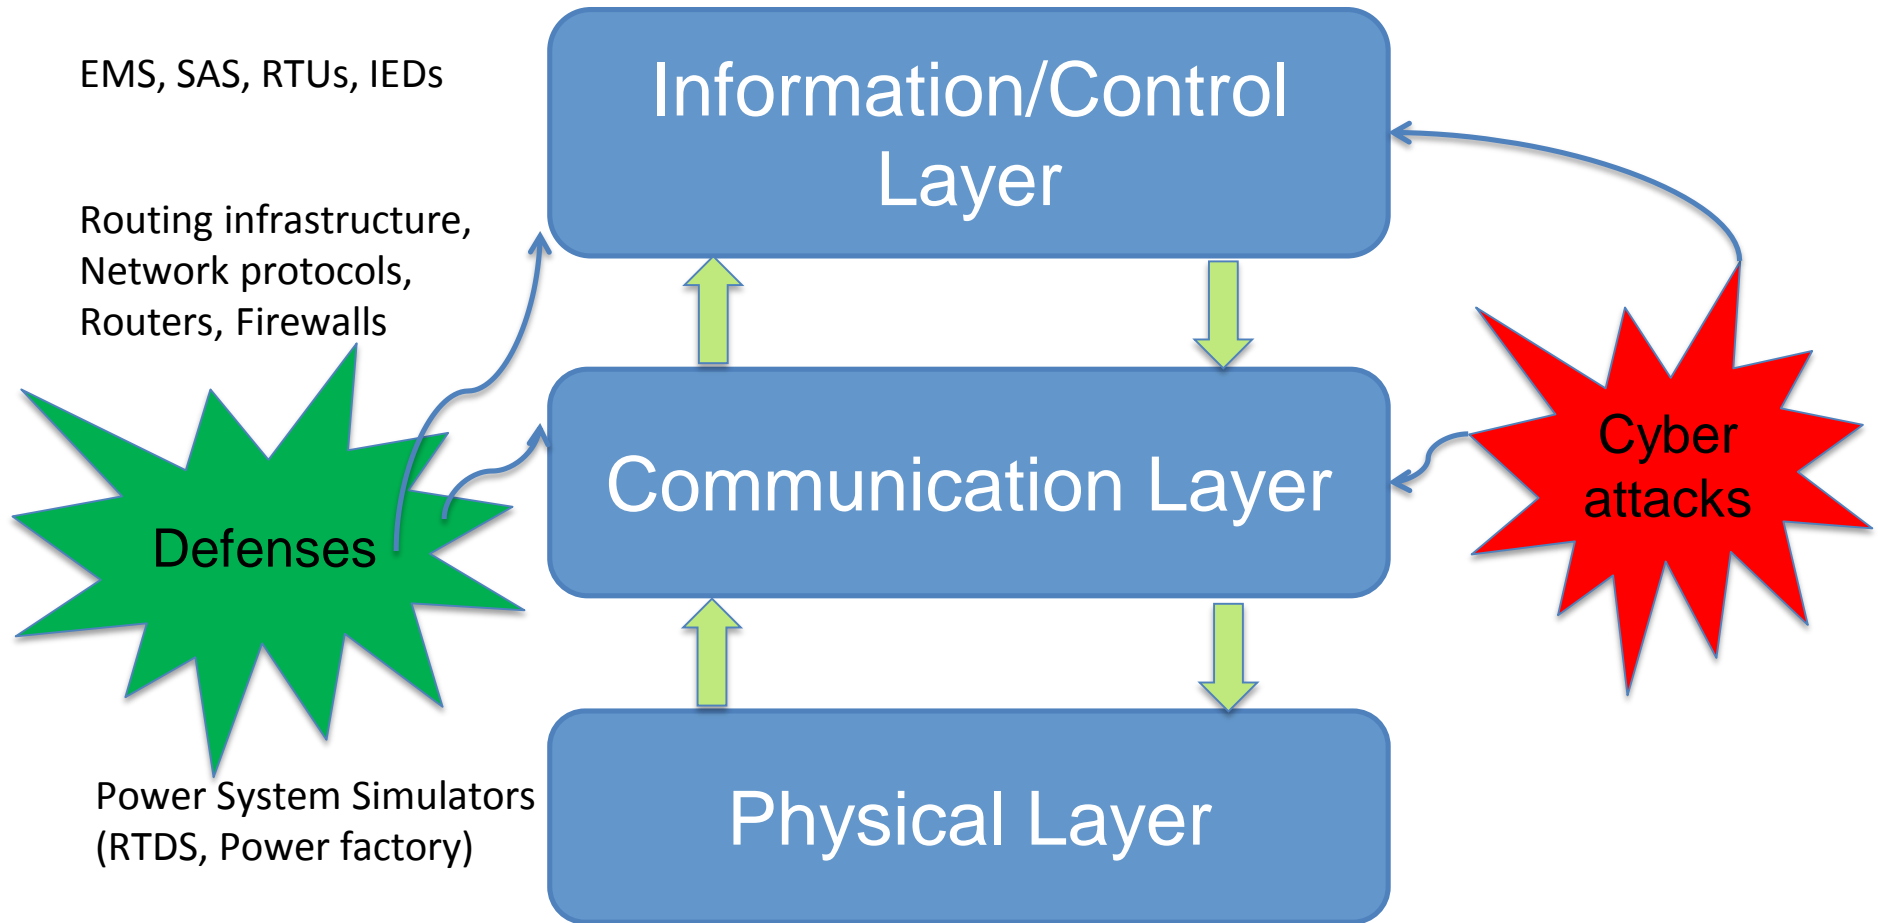 EMS, SAS, RTUs, IEDs
Information/Control
Layer
Routing infrastructure,
Network protocols,
Routers, Firewalls
Defenses
Communication Layer
Cyber
attacks
Power System Simulators
(RTDS, Power factory)
Physical Layer